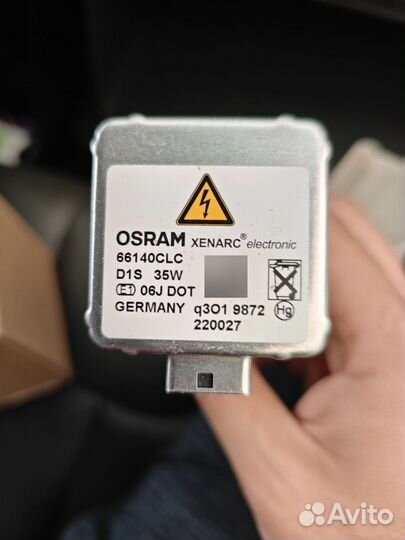 OSRAM XENARC® electronic
66140CLC
D1S 35W
E1 06J DOT
GERMANY q3O1 9872
220027
Hg
Avito